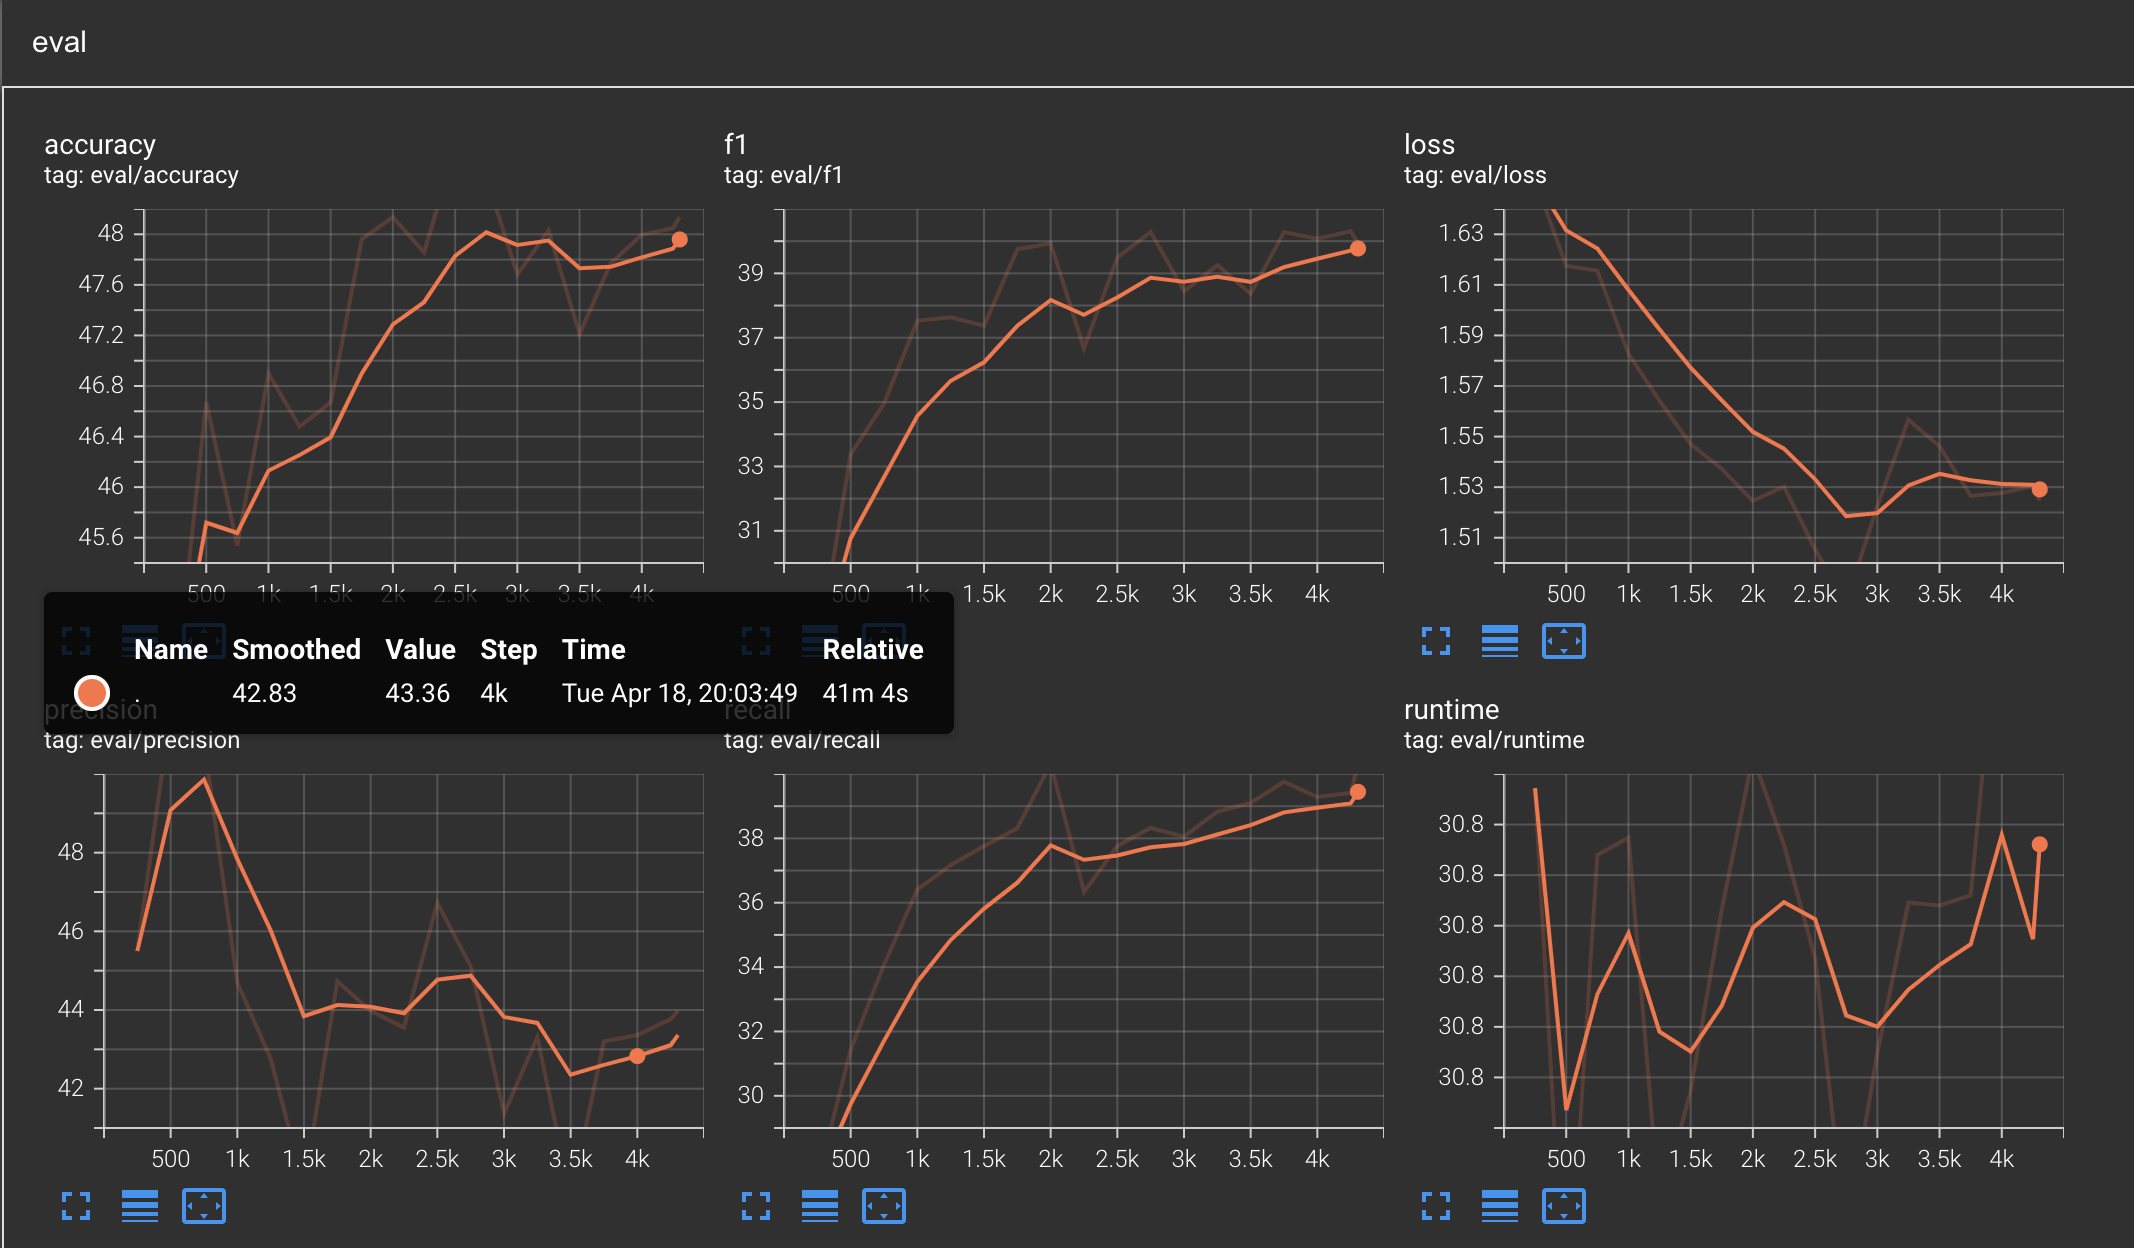 eval
accuracy
tag: eval/accuracy
48
47.6
47.2
46.8
46.4
46
45.6
500 1k 1.5k 2k 2.5k 3k 3.5k 4k
f1
tag: eval/f1
39
37
35
33
31
500 1k 1.5k 2k 2.5k 3k 3.5k 4k
loss
tag: eval/loss
1.63
1.61
1.59
1.57
1.55
1.53
1.51
500 1k 1.5k 2k 2.5k 3k 3.5k 4k
Name Smoothed Value Step Time Relative
. 42.83 43.36 4k Tue Apr 18, 20:03:49 41m 4s
precision
tag: eval/precision
48
46
44
42
500 1k 1.5k 2k 2.5k 3k 3.5k 4k
recall
tag: eval/recall
38
36
34
32
30
500 1k 1.5k 2k 2.5k 3k 3.5k 4k
runtime
tag: eval/runtime
30.8
30.8
30.8
30.8
30.8
30.8
500 1k 1.5k 2k 2.5k 3k 3.5k 4k